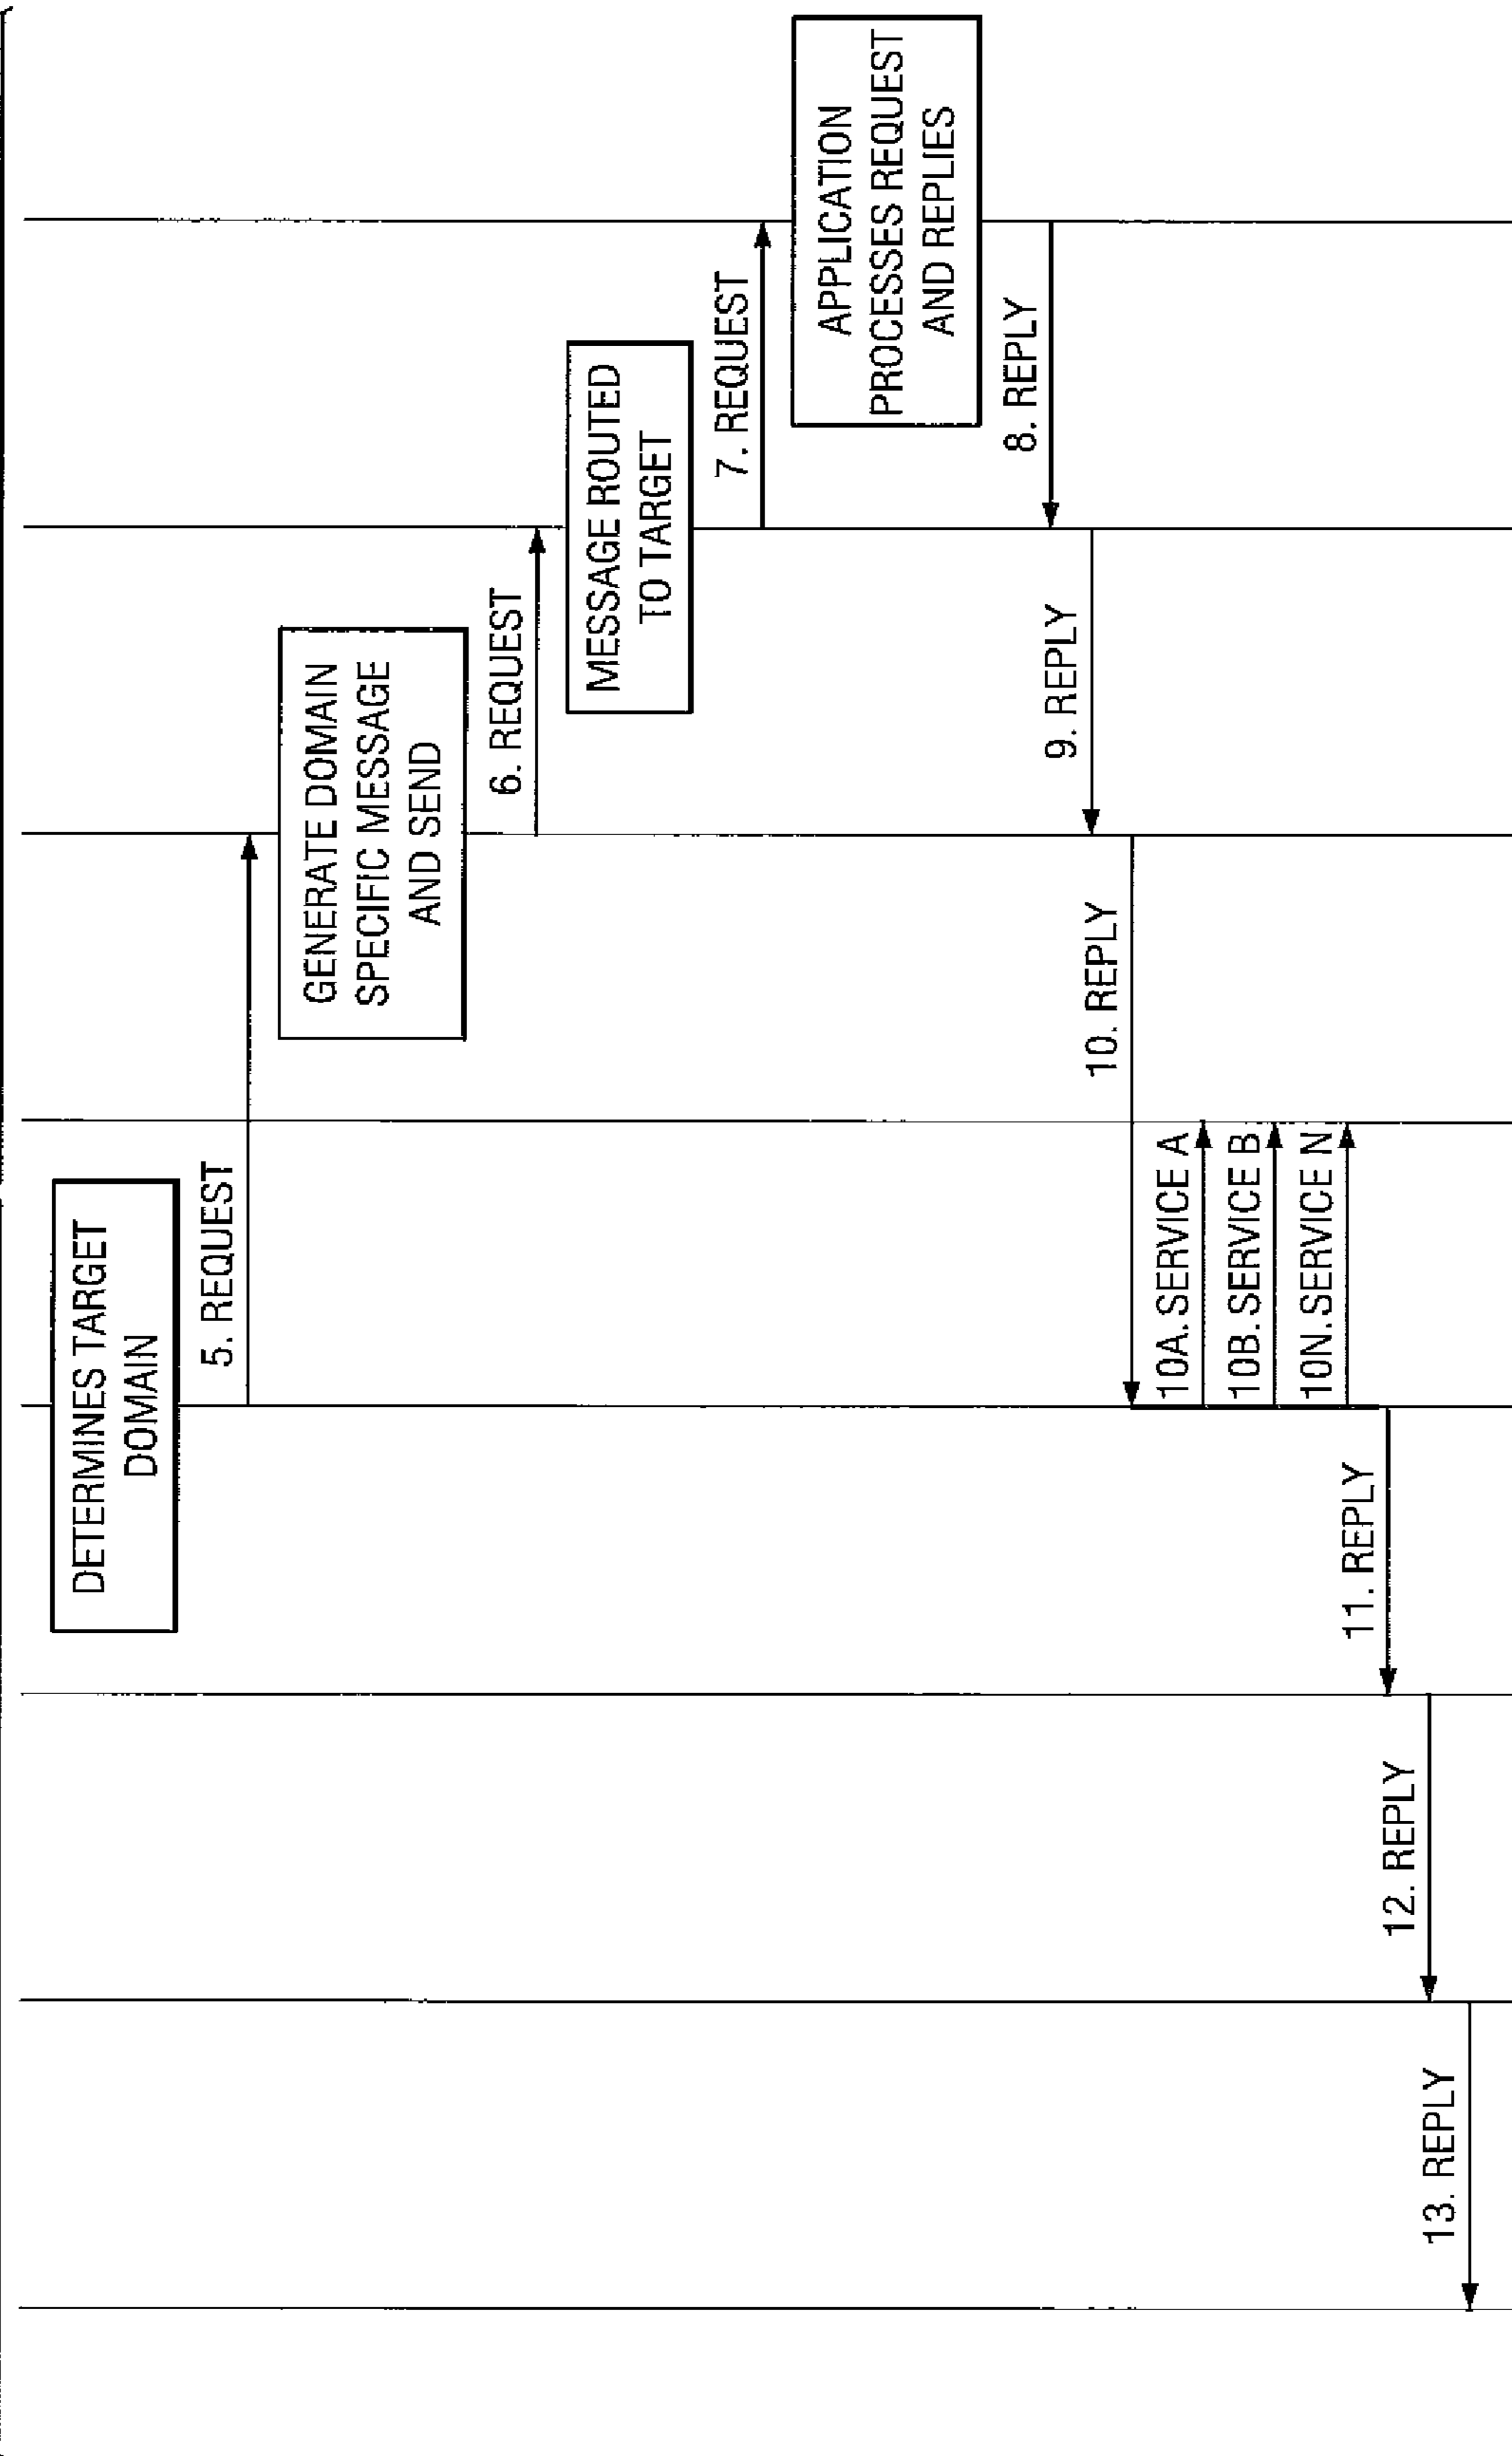 DETERMINES TARGET
DOMAIN
5. REQUEST
GENERATE DOMAIN
SPECIFIC MESSAGE
AND SEND
6. REQUEST
MESSAGE ROUTED
TO TARGET
7. REQUEST
APPLICATION
PROCESSES REQUEST
AND REPLIES
8. REPLY
9. REPLY
10. REPLY
10A. SERVICE A
10B. SERVICE B
10N. SERVICE N
11. REPLY
12. REPLY
13. REPLY